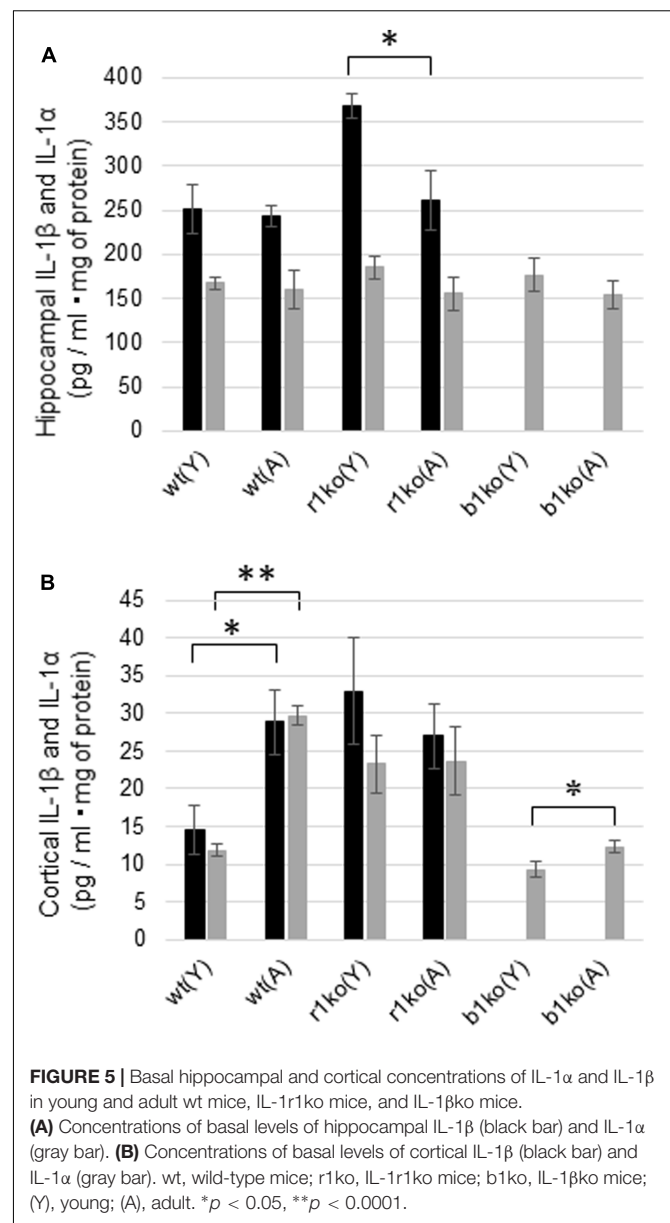 A
*
Hippocampal IL-1β and IL-1α
(pg / ml • mg of protein)
400
350
300
250
200
150
100
50
0
wt(Y)
wt(A)
r1ko(Y)
r1ko(A)
b1ko(Y)
b1ko(A)
B
**
*
*
Cortical IL-1β and IL-1α
(pg / ml • mg of protein)
45
40
35
30
25
20
15
10
5
0
wt(Y)
wt(A)
r1ko(Y)
r1ko(A)
b1ko(Y)
b1ko(A)
FIGURE 5 | Basal hippocampal and cortical concentrations of IL-1α and IL-1β
in young and adult wt mice, IL-1r1ko mice, and IL-1βko mice.
(A) Concentrations of basal levels of hippocampal IL-1β (black bar) and IL-1α
(gray bar). (B) Concentrations of basal levels of cortical IL-1β (black bar) and
IL-1α (gray bar). wt, wild-type mice; r1ko, IL-1r1ko mice; b1ko, IL-1βko mice;
(Y), young; (A), adult. *p < 0.05, **p < 0.0001.